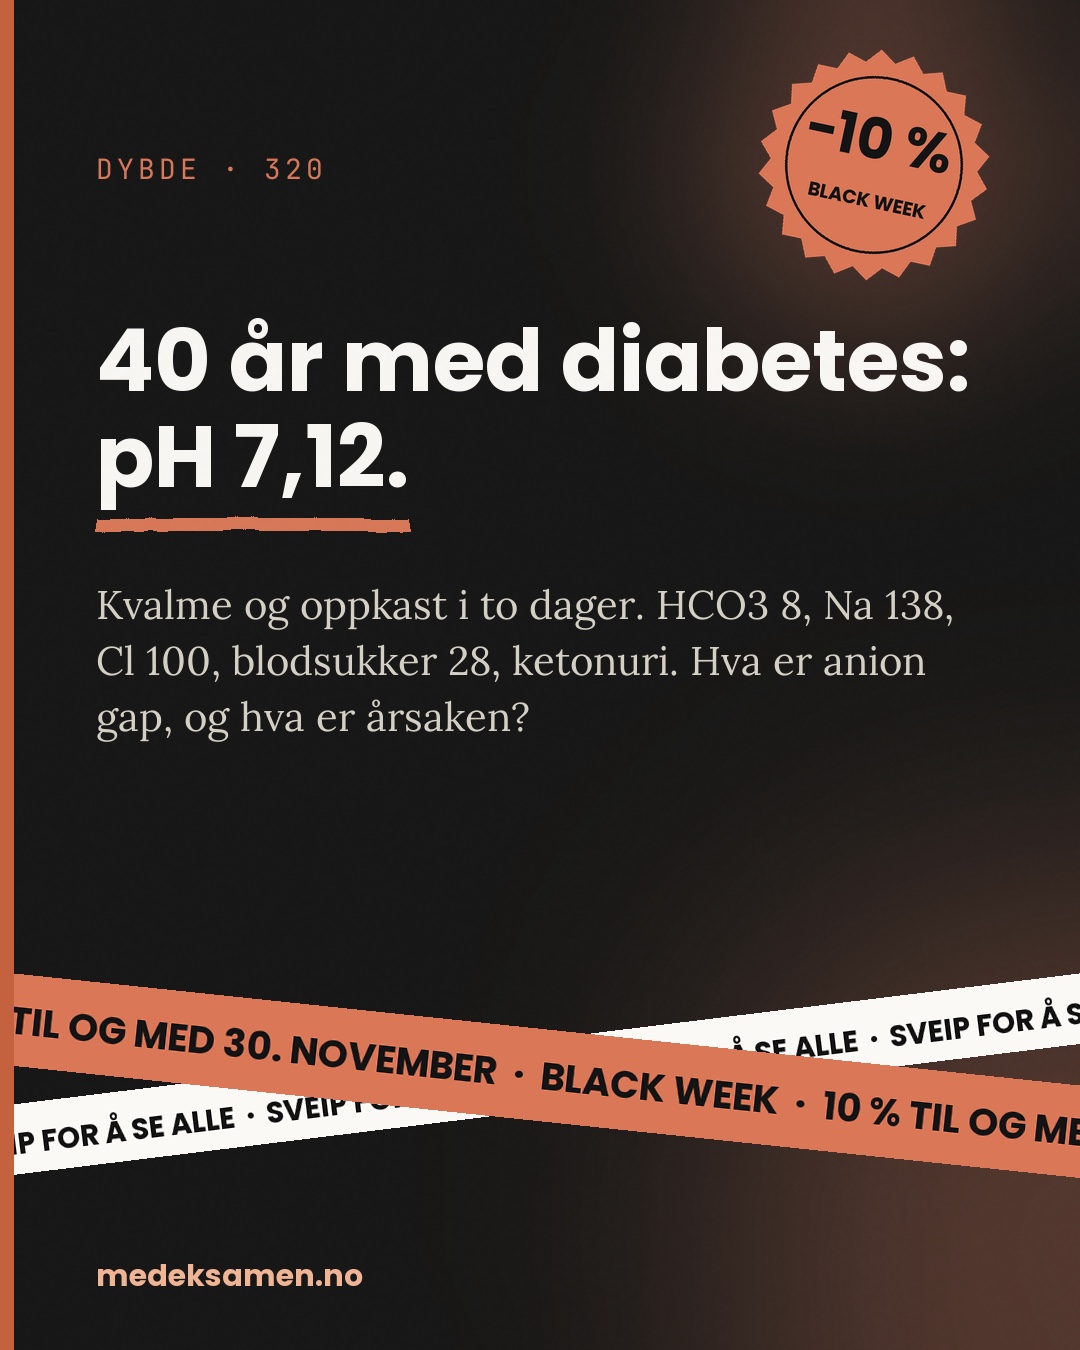 DYBDE · 320
−10 %
BLACK WEEK
40 år med diabetes:
pH 7,12.
Kvalme og oppkast i to dager. HCO3 8, Na 138,
Cl 100, blodsukker 28, ketonuri. Hva er anion
gap, og hva er årsaken?
TIL OG MED 30. NOVEMBER · BLACK WEEK · 10 % TIL OG
Å SE ALLE · SVEIP FOR Å
FOR Å SE ALLE · SVEIP
medeksamen.no